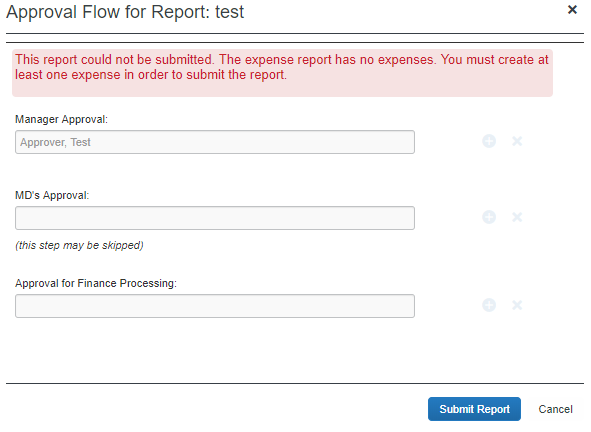 Approval Flow for Report: test
This report could not be submitted. The expense report has no expenses. You must create at
least one expense in order to submit the report.
Manager Approval:
Approver, Test
MD's Approval:
(this step may be skipped)
Approval for Finance Processing:
Submit Report Cancel